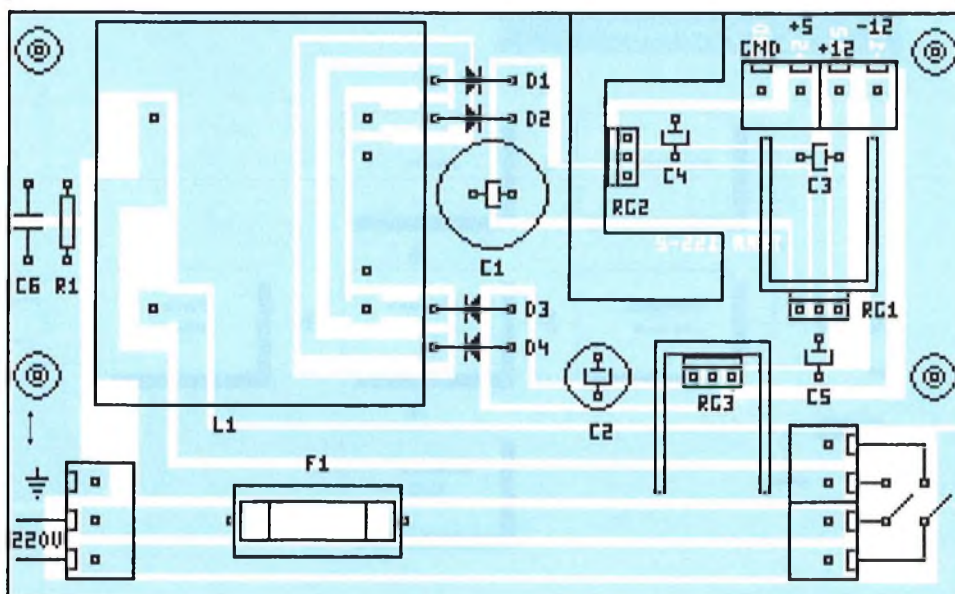 +5 -12
GND +12
D1
D2
C4
C3
RG2
C1
C6 R1
D3
RG1
D4
RG3
C5
L1
C2
F1
220V